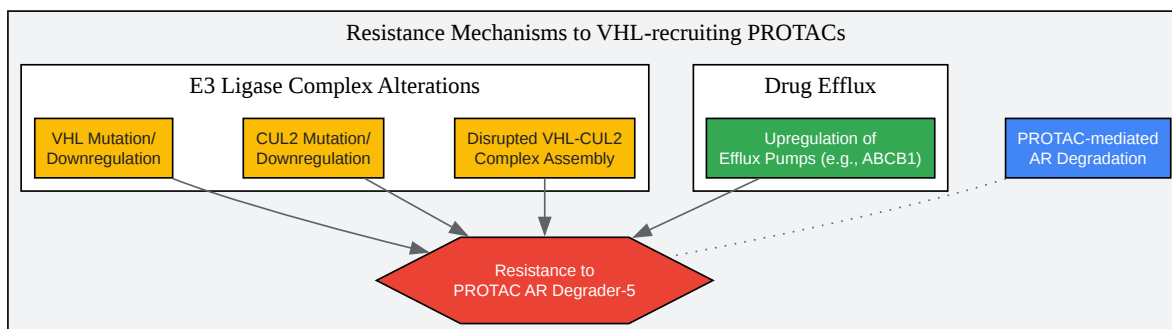 Resistance Mechanisms to VHL-recruiting PROTACs
E3 Ligase Complex Alterations
Drug Efflux
VHL Mutation/
Downregulation
CUL2 Mutation/
Downregulation
Disrupted VHL-CUL2
Complex Assembly
Upregulation of
Efflux Pumps (e.g., ABCB1)
PROTAC-mediated
AR Degradation
Resistance to
PROTAC AR Degrader-5